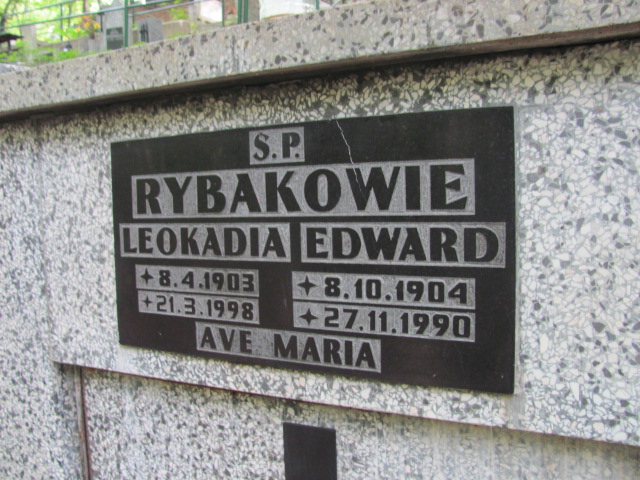 Ś.P.
RYBAKOWIE
LEOKADIA EDWARD
✦8.4.1903 ✦8.10.1904
✦21.3.1998 ✦27.11.1990
AVE MARIA